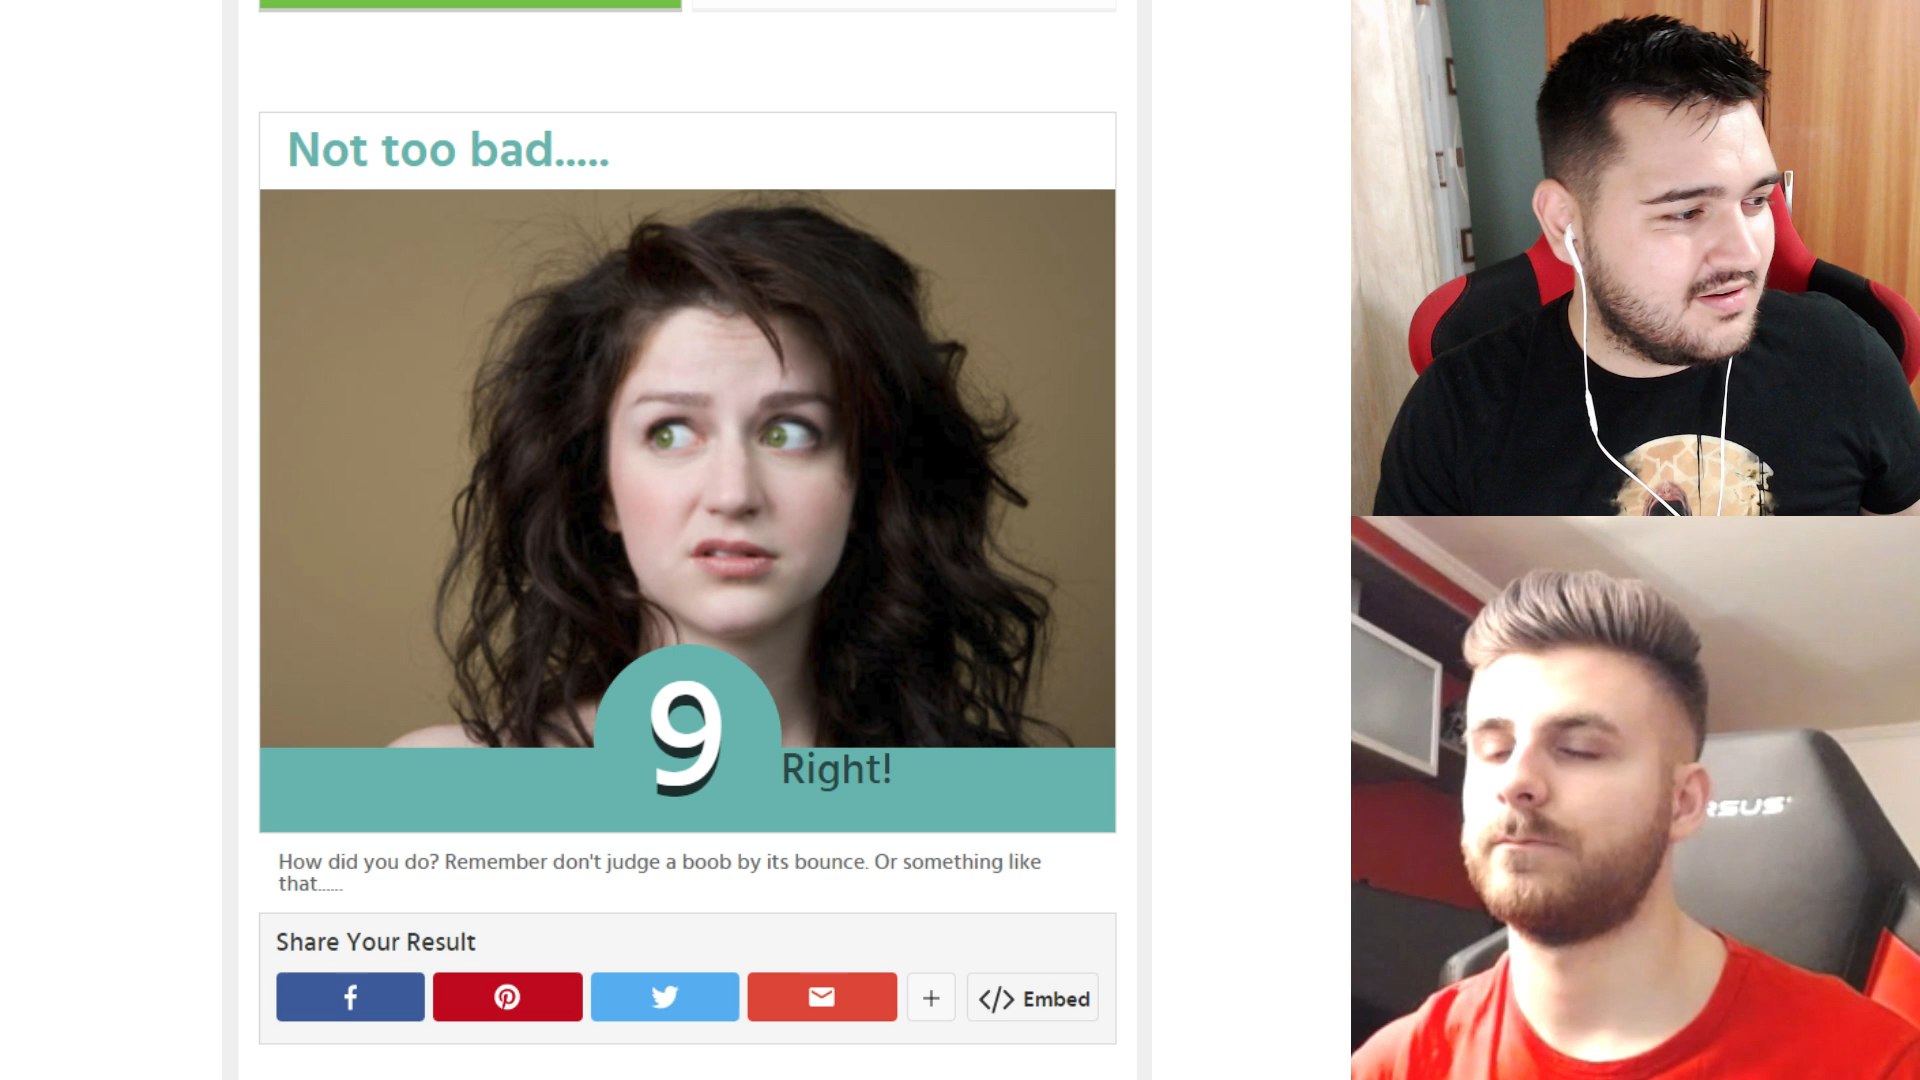 Not too bad.....
9
Right!
How did you do? Remember don't judge a boob by its bounce. Or something like
that......
Share Your Result
Embed
RSUS